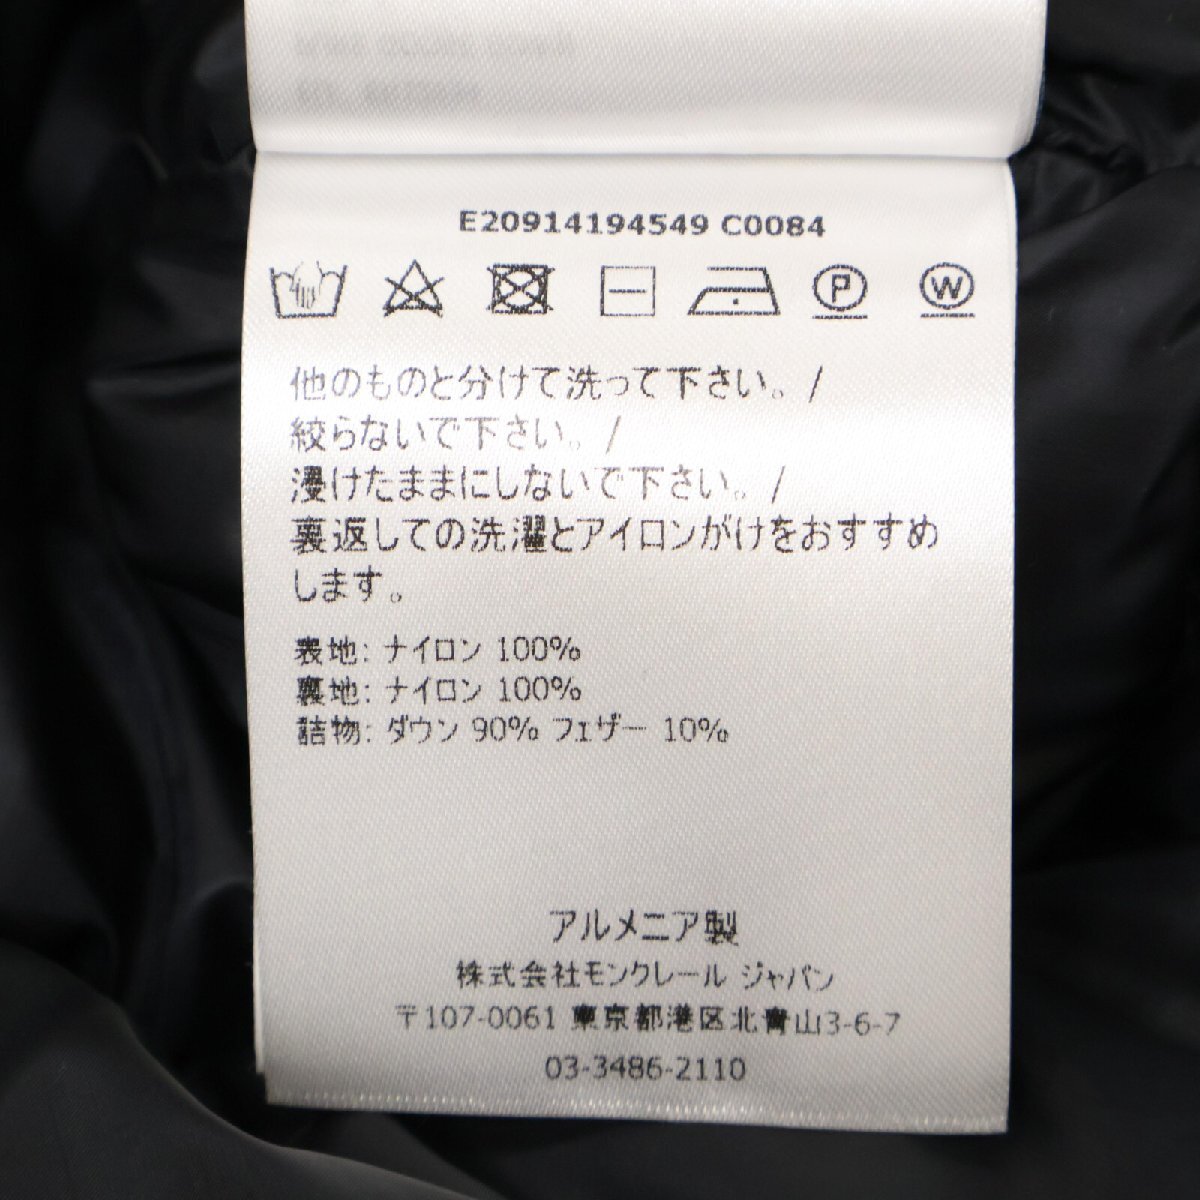 E20914194549 C0084
P W
他のものと分けて洗って下さい。/
絞らないで下さい。/
浸けたままにしないで下さい。/
裏返しての洗濯とアイロンがけをおすすめ
します。
表地: ナイロン 100%
裏地: ナイロン 100%
詰物: ダウン 90% フェザー 10%
アルメニア製
株式会社モンクレール ジャパン
〒107-0061 東京都港区北青山3-6-7
03-3486-2110